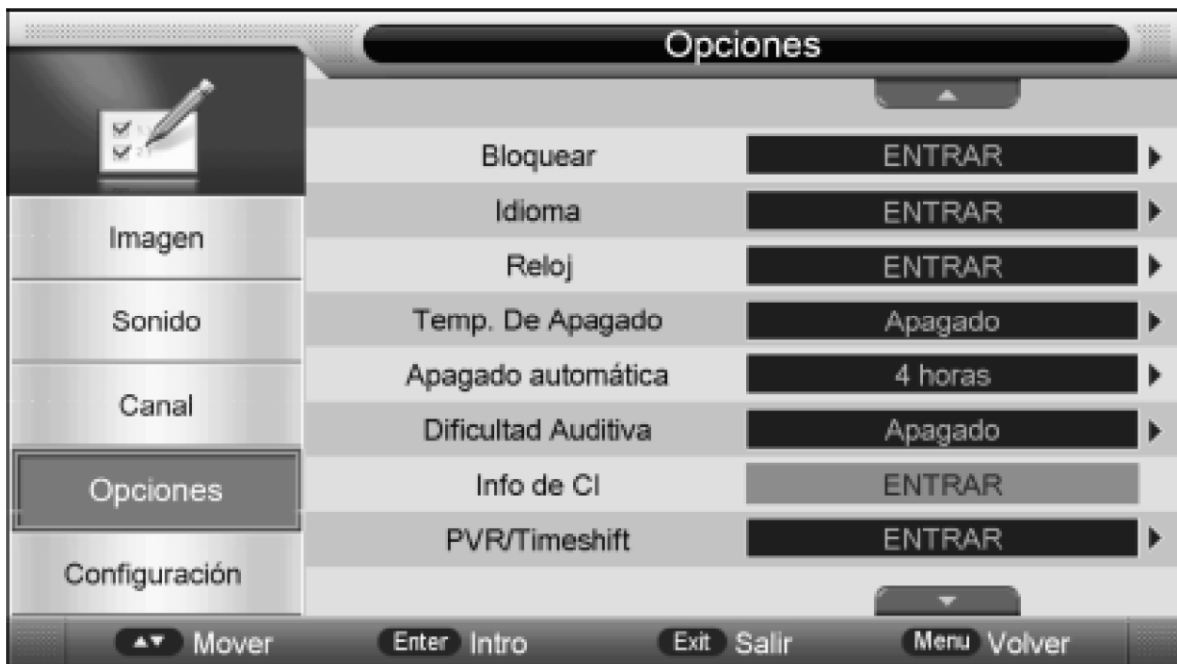 Opciones
Imagen
Sonido
Canal
Opciones
Configuración
Bloquear ENTRAR
Idioma ENTRAR
Reloj ENTRAR
Temp. De Apagado Apagado
Apagado automática 4 horas
Dificultad Auditiva Apagado
Info de CI ENTRAR
PVR/Timeshift ENTRAR
Mover Enter Intro Exit Salir Menu Volver